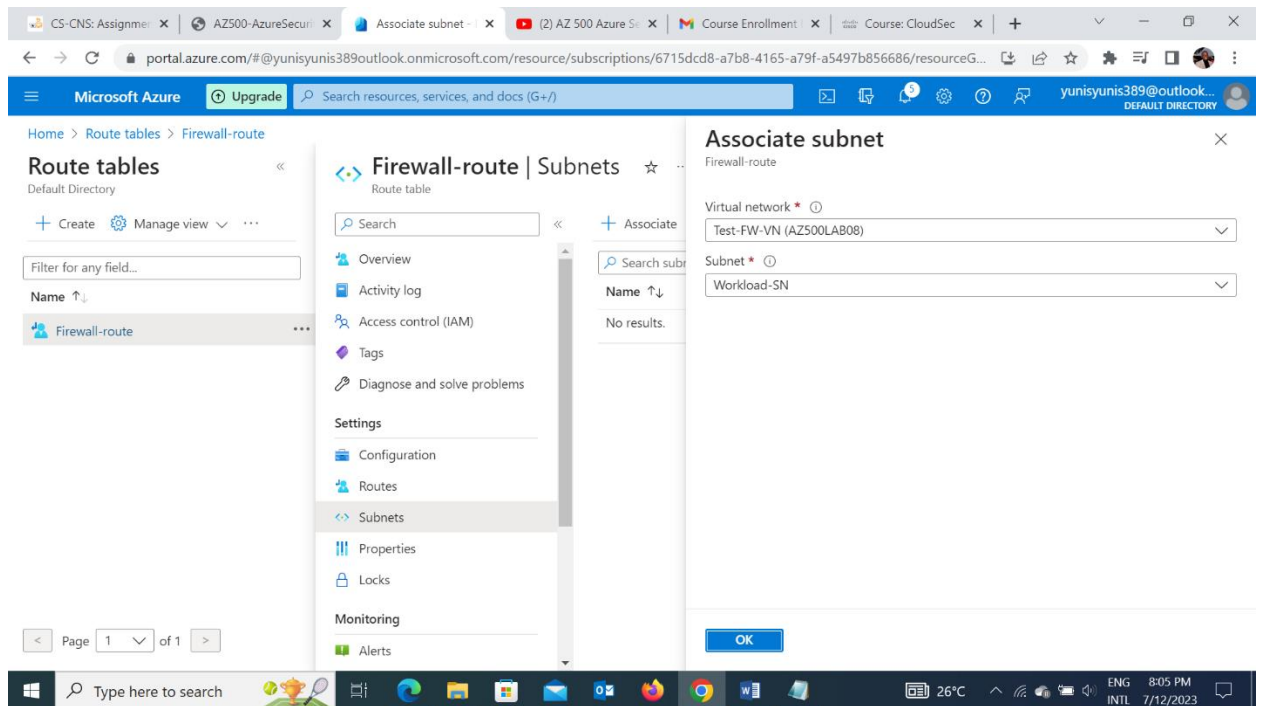 CS-CNS: Assignmer
AZ500-AzureSecuri
Associate subnet -
(2) AZ 500 Azure Se
Course Enrollment
Course: CloudSec
portal.azure.com/#@yunisyunis389outlook.onmicrosoft.com/resource/subscriptions/6715dcd8-a7b8-4165-a79f-a5497b856686/resourceG...
Microsoft Azure
Upgrade
Search resources, services, and docs (G+/)
5
yunisyunis389@outlook...
DEFAULT DIRECTORY
Home > Route tables > Firewall-route
Route tables
Default Directory
Create
Manage view
Filter for any field...
Name
Firewall-route
Page 1 of 1
Firewall-route | Subnets
Route table
Search
Overview
Activity log
Access control (IAM)
Tags
Diagnose and solve problems
Settings
Configuration
Routes
Subnets
Properties
Locks
Monitoring
Alerts
Associate
Search subn
Name
No results.
Associate subnet
Firewall-route
Virtual network *
Test-FW-VN (AZ500LAB08)
Subnet *
Workload-SN
OK
Type here to search
26°C
ENG
INTL
8:05 PM
7/12/2023